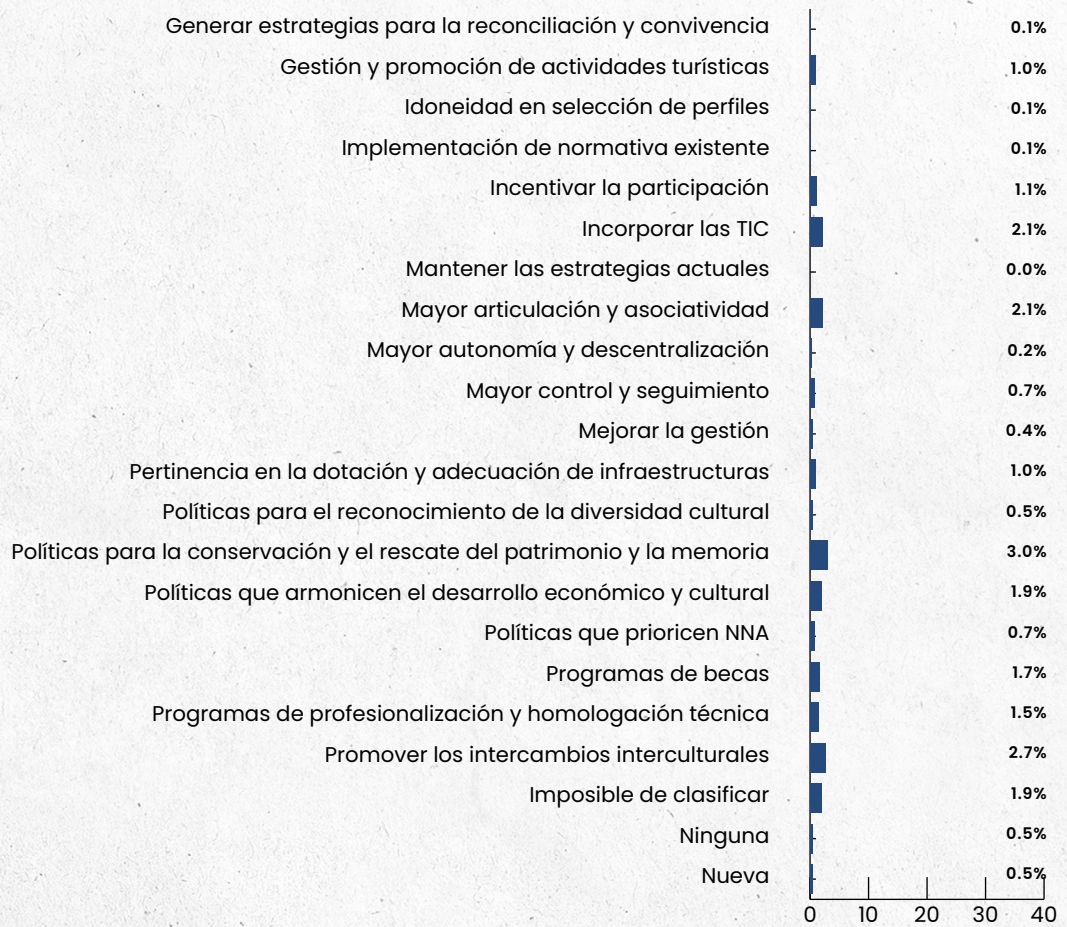 Generar estrategias para la reconciliación y convivencia 0.1%
Gestión y promoción de actividades turísticas 1.0%
Idoneidad en selección de perfiles 0.1%
Implementación de normativa existente 0.1%
Incentivar la participación 1.1%
Incorporar las TIC 2.1%
Mantener las estrategias actuales 0.0%
Mayor articulación y asociatividad 2.1%
Mayor autonomía y descentralización 0.2%
Mayor control y seguimiento 0.7%
Mejorar la gestión 0.4%
Pertinencia en la dotación y adecuación de infraestructuras 1.0%
Políticas para el reconocimiento de la diversidad cultural 0.5%
Políticas para la conservación y el rescate del patrimonio y la memoria 3.0%
Políticas que armonicen el desarrollo económico y cultural 1.9%
Políticas que prioricen NNA 0.7%
Programas de becas 1.7%
Programas de profesionalización y homologación técnica 1.5%
Promover los intercambios interculturales 2.7%
Imposible de clasificar 1.9%
Ninguna 0.5%
Nueva 0.5%
0 10 20 30 40